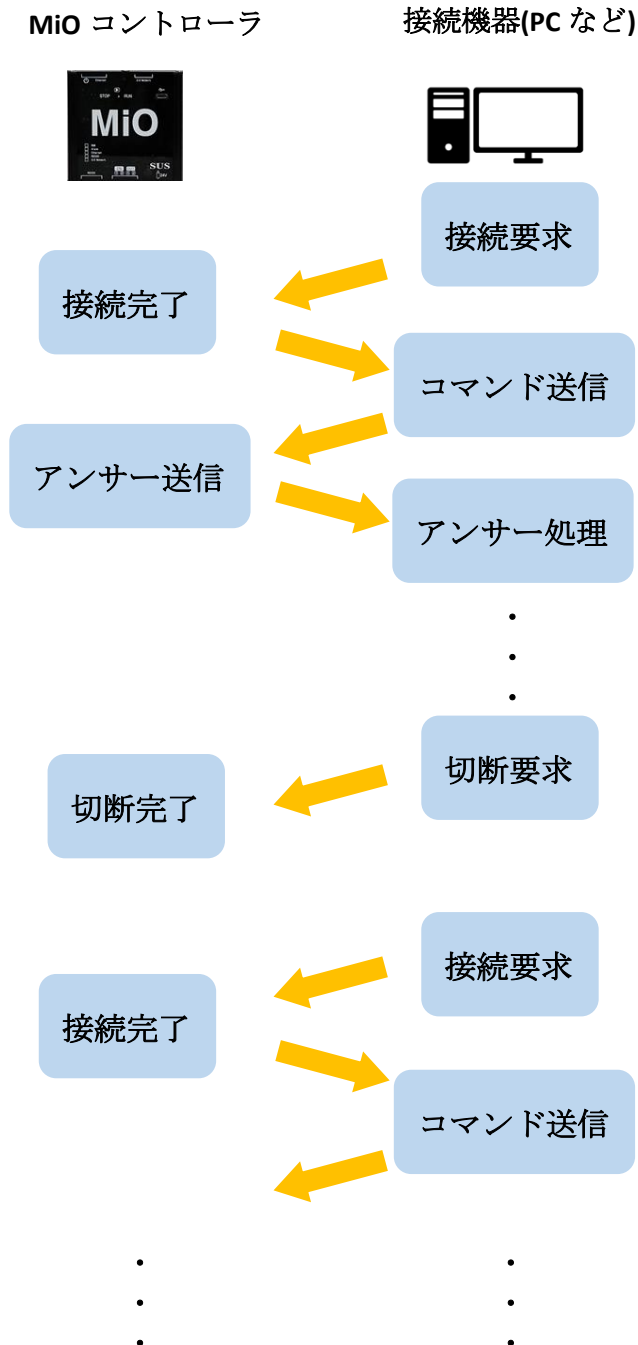 MiO コントローラ
接続機器(PC など)
STOP RUN
MiO
SUS
接続要求
接続完了
コマンド送信
アンサー送信
アンサー処理
・
・
・
切断要求
切断完了
接続要求
接続完了
コマンド送信
・ ・
・ ・
・ ・